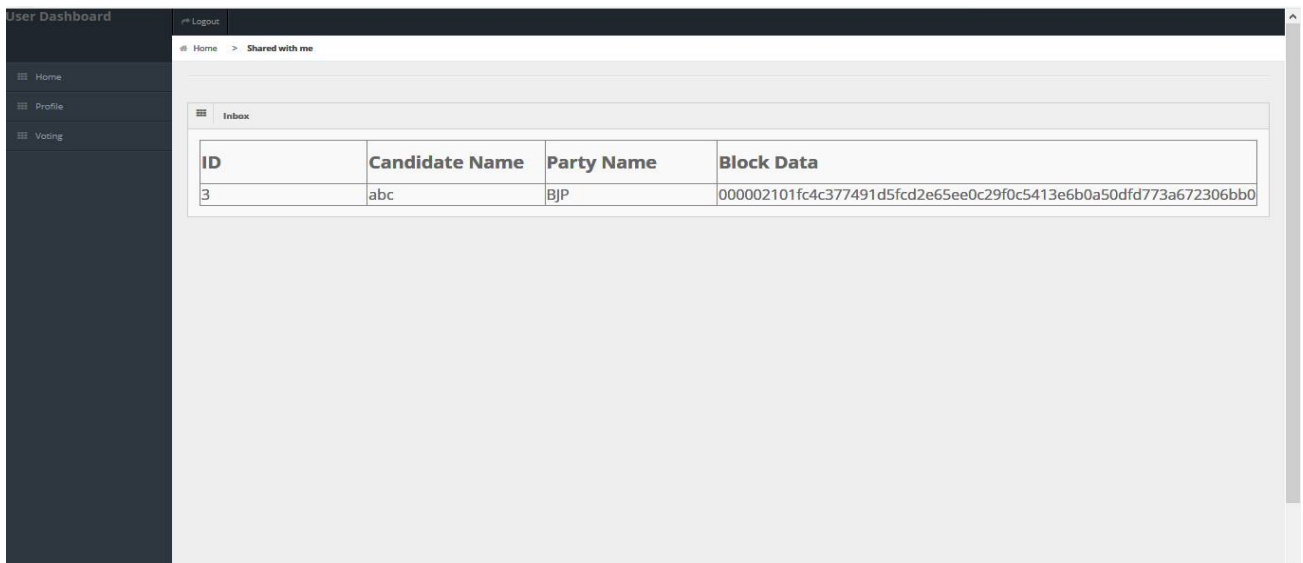 User Dashboard
Logout
Home > Shared with me
Home
Profile
Voting
Inbox
ID Candidate Name Party Name Block Data
3 abc BJP 000002101fc4c377491d5fcd2e65ee0c29f0c5413e6b0a50dfd773a672306bb0